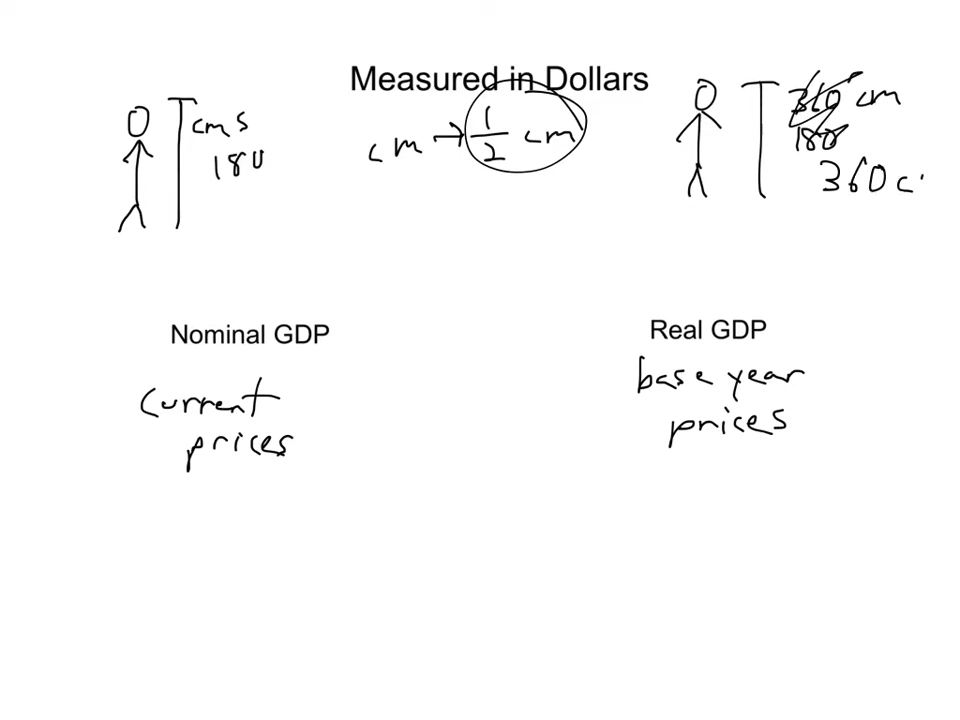 Measured in Dollars
cms
180
cm → 1/2 cm
360 cm
180
360 c
Nominal GDP
current
prices
Real GDP
base year
prices